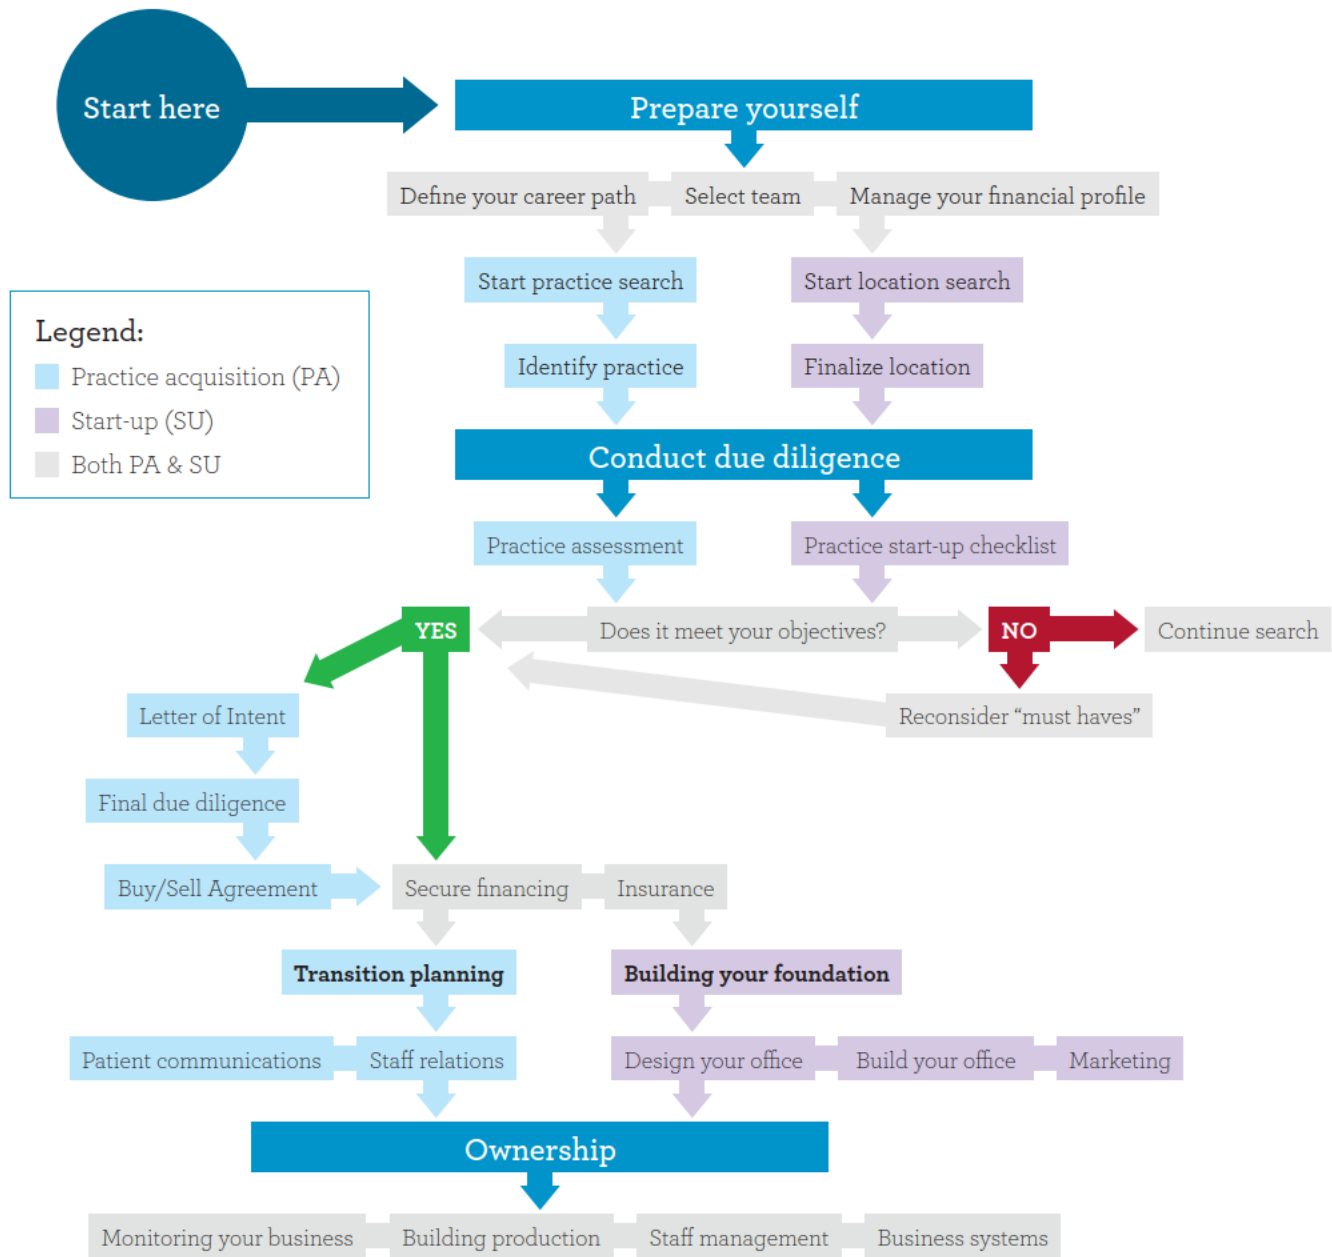 Start here
Prepare yourself
Define your career path
Select team
Manage your financial profile
Start practice search
Start location search
Legend:
Practice acquisition (PA)
Start-up (SU)
Both PA & SU
Identify practice
Finalize location
Conduct due diligence
Practice assessment
Practice start-up checklist
YES
Does it meet your objectives?
NO
Continue search
Letter of Intent
Reconsider “must haves”
Final due diligence
Buy/Sell Agreement
Secure financing
Insurance
Transition planning
Building your foundation
Patient communications
Staff relations
Design your office
Build your office
Marketing
Ownership
Monitoring your business
Building production
Staff management
Business systems